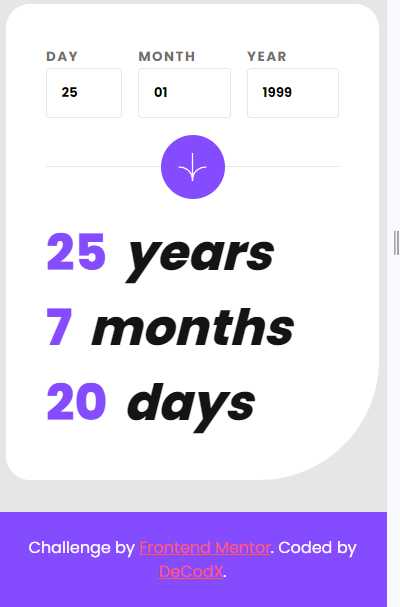 DAY MONTH YEAR
25 01 1999
25 years
7 months
20 days
Challenge by Frontend Mentor. Coded by
DeCodX.